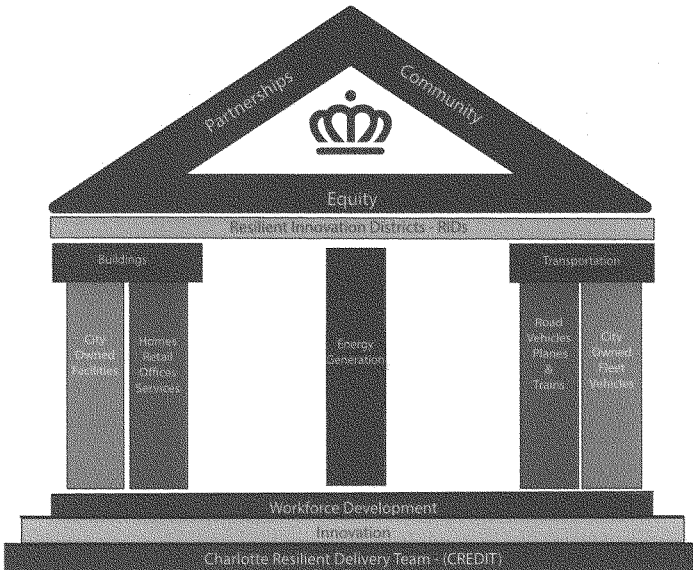 Partnerships
Community
Equity
Resilient Innovation Districts - RIDs
Buildings
Transportation
City
Owned
Facilities
Homes
Retail
Offices
Services
Energy
Generation
Road
Vehicles
Planes
&
Trains
City
Owned
Fleet
Vehicles
Workforce Development
Innovation
Charlotte Resilient Delivery Team - (CREDIT)